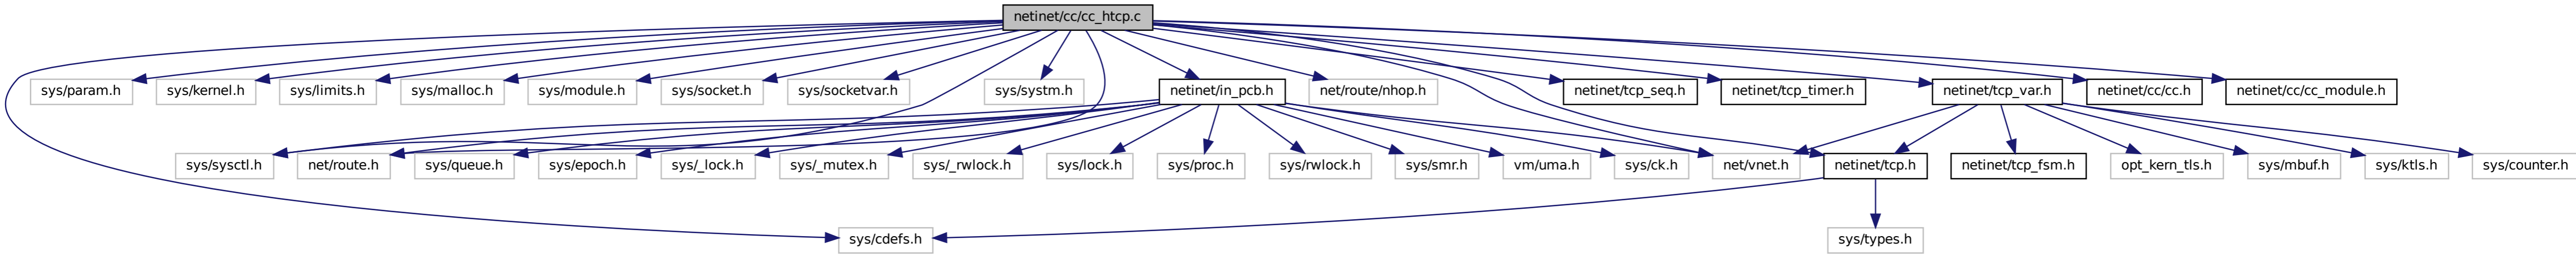 netinet/cc/cc_htcp.c
sys/param.h
sys/kernel.h
sys/limits.h
sys/malloc.h
sys/module.h
sys/socket.h
sys/socketvar.h
sys/systm.h
netinet/in_pcb.h
net/route/nhop.h
netinet/tcp_seq.h
netinet/tcp_timer.h
netinet/tcp_var.h
netinet/cc/cc.h
netinet/cc/cc_module.h
sys/sysctl.h
net/route.h
sys/queue.h
sys/epoch.h
sys/_lock.h
sys/_mutex.h
sys/_rwlock.h
sys/lock.h
sys/proc.h
sys/rwlock.h
sys/smr.h
vm/uma.h
sys/ck.h
net/vnet.h
netinet/tcp.h
netinet/tcp_fsm.h
opt_kern_tls.h
sys/mbuf.h
sys/ktls.h
sys/counter.h
sys/cdefs.h
sys/types.h